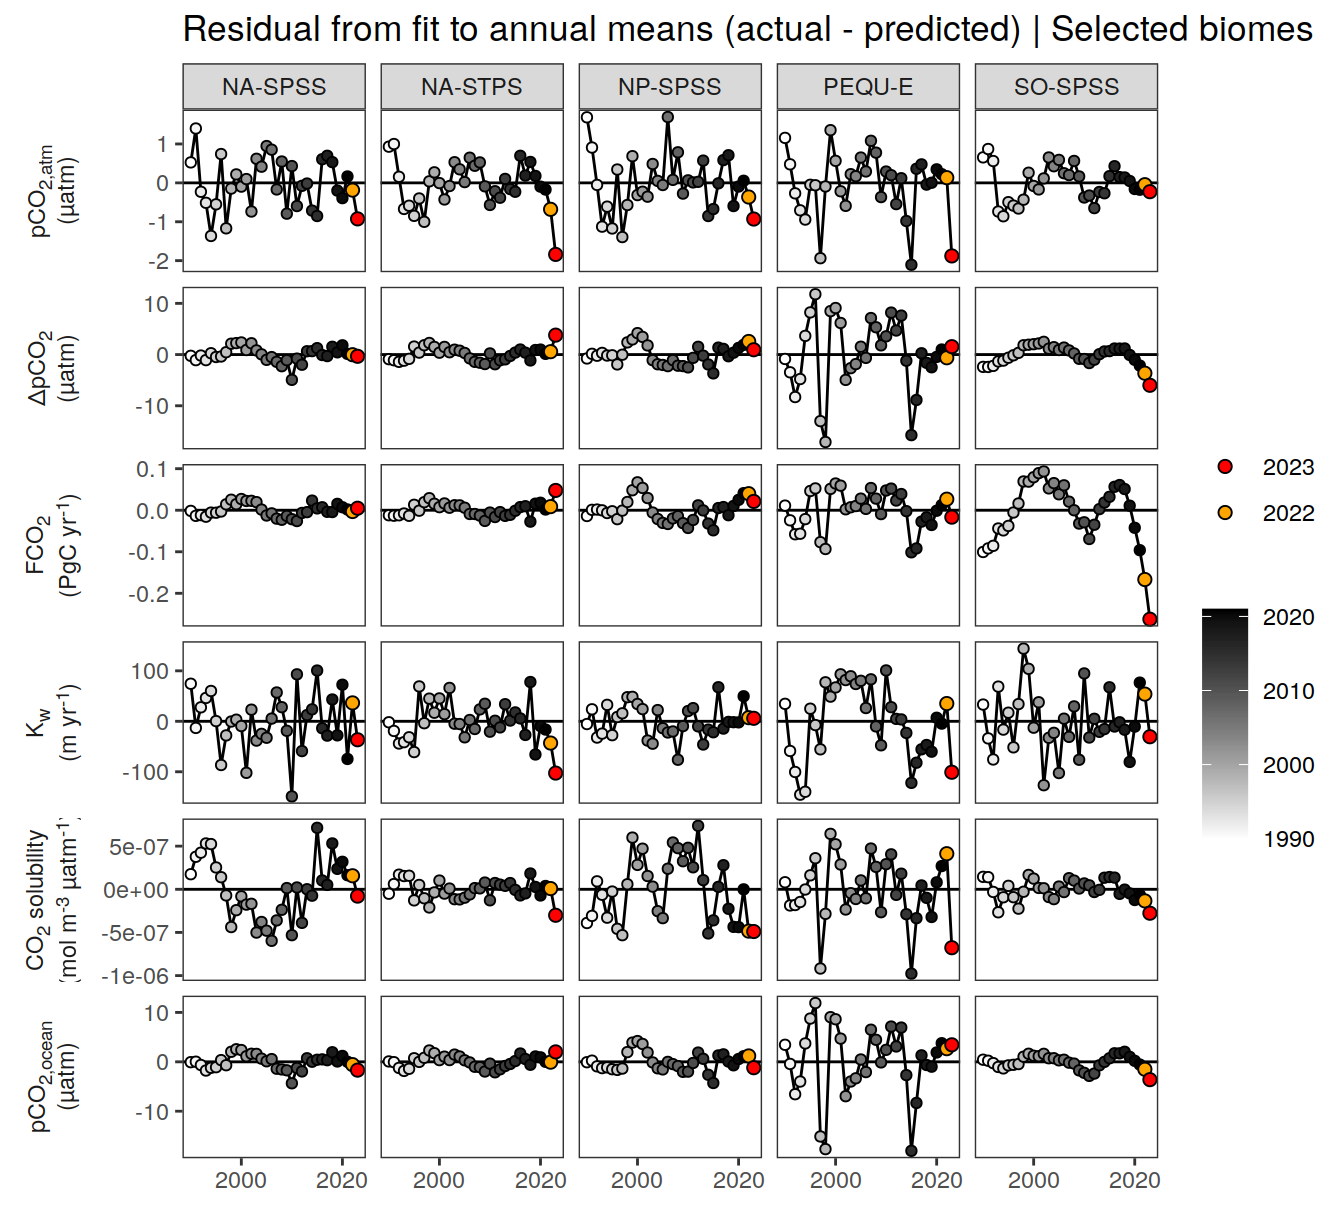 Residual from fit to annual means (actual - predicted) | Selected biomes
NA-SPSS NA-STPS NP-SPSS PEQU-E SO-SPSS
pCO2,atm
(µatm)
1
0
-1
-2
ΔpCO2
(µatm)
10
0
-10
FCO2
(PgC yr-1)
0.1
0.0
-0.1
-0.2
Kw
(m yr-1)
100
0
-100
CO2 solubility
(mol m-3 µatm-1)
5e-07
0e+00
-5e-07
-1e-06
pCO2,ocean
(µatm)
10
0
-10
2000 2020 2000 2020 2000 2020 2000 2020 2000 2020
2023
2022
2020
2010
2000
1990